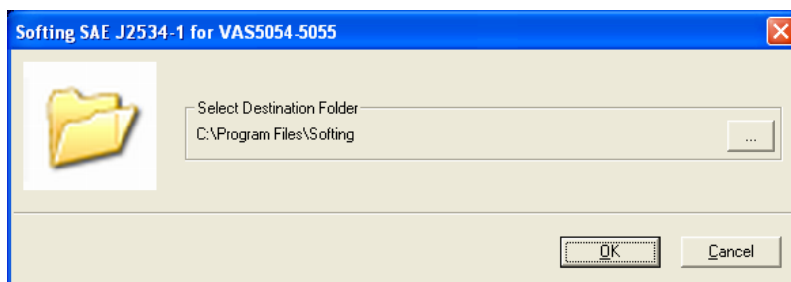 Softing SAE J2534-1 for VAS5054-5055
Select Destination Folder
C:\Program Files\Softing
...
OK
Cancel